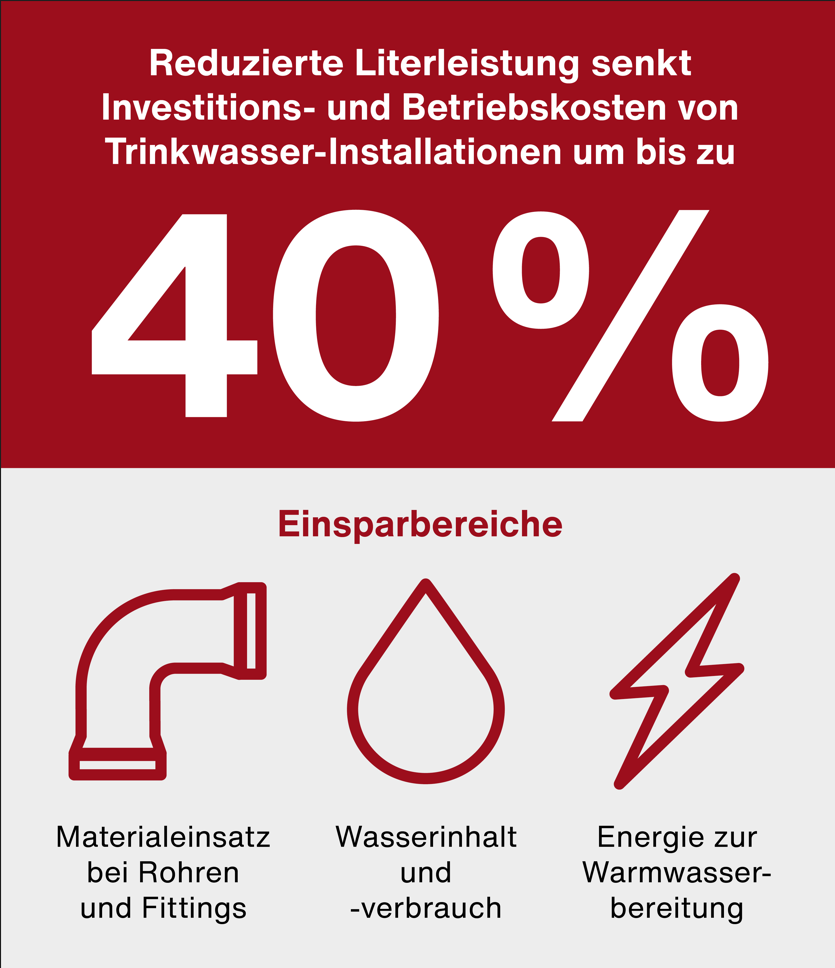 Reduzierte Literleistung senkt
Investitions- und Betriebskosten von
Trinkwasser-Installationen um bis zu
40 %
Einsparbereiche
Materialeinsatz
bei Rohren
und Fittings
Wasserinhalt
und
-verbrauch
Energie zur
Warmwasser-
bereitung